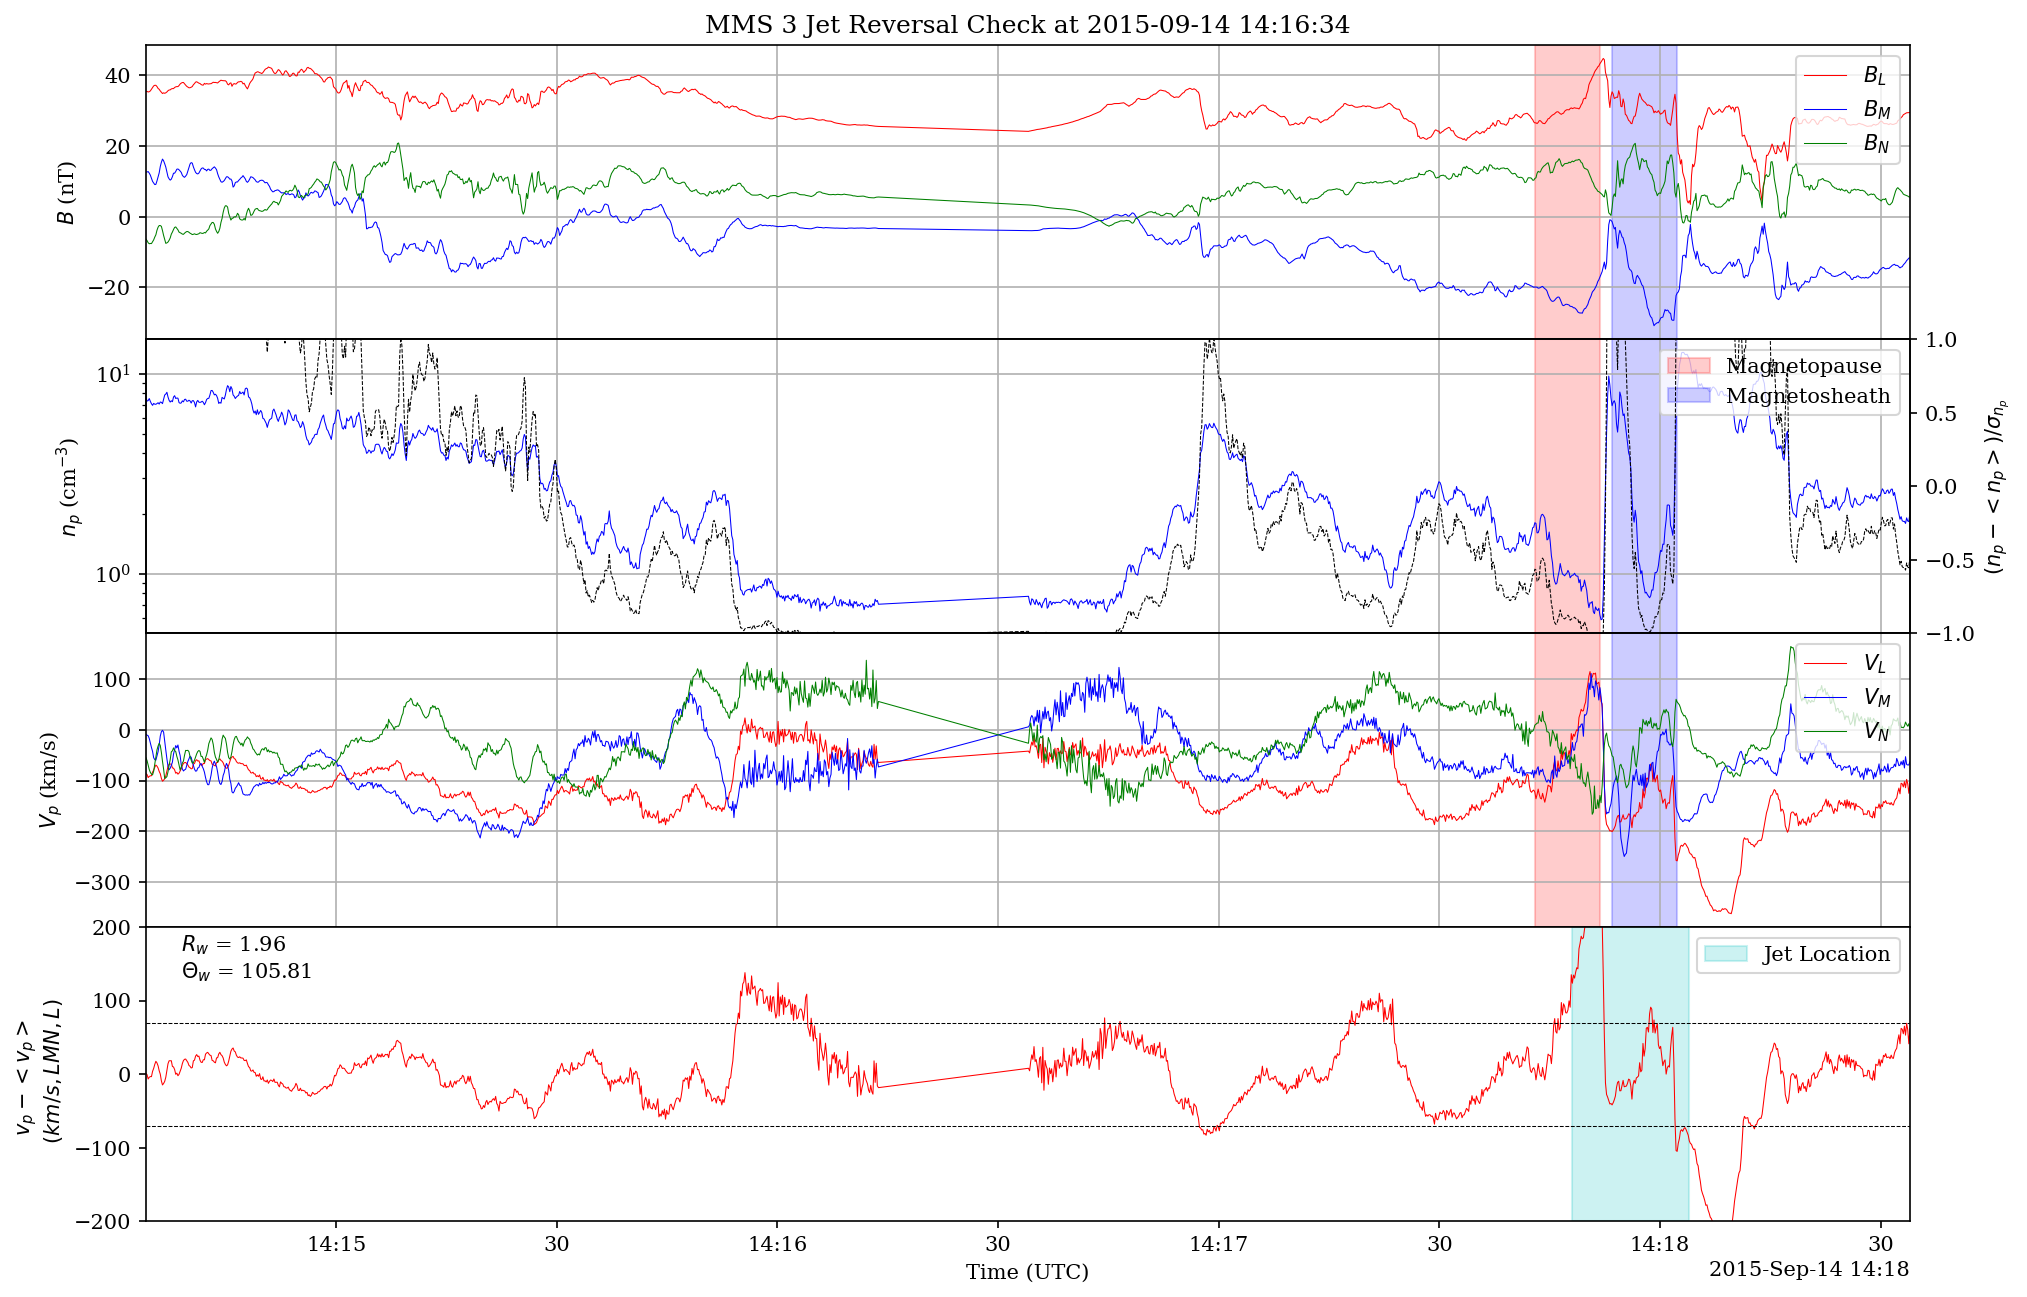 MMS 3 Jet Reversal Check at 2015-09-14 14:16:34
40
20
0
−20
B (nT)
B_L
B_M
B_N
10^1
10^0
n_p (cm^{-3})
Magnetopause
Magnetosheath
1.0
0.5
0.0
−0.5
−1.0
(n_p − < n_p >)/σ_{n_p}
100
0
−100
−200
−300
V_p (km/s)
V_L
V_M
V_N
200
100
0
−100
−200
v_p − < v_p >
(km/s, LMN, L)
R_w = 1.96
Θ_w = 105.81
Jet Location
14:15
30
14:16
30
14:17
30
14:18
30
Time (UTC)
2015-Sep-14 14:18